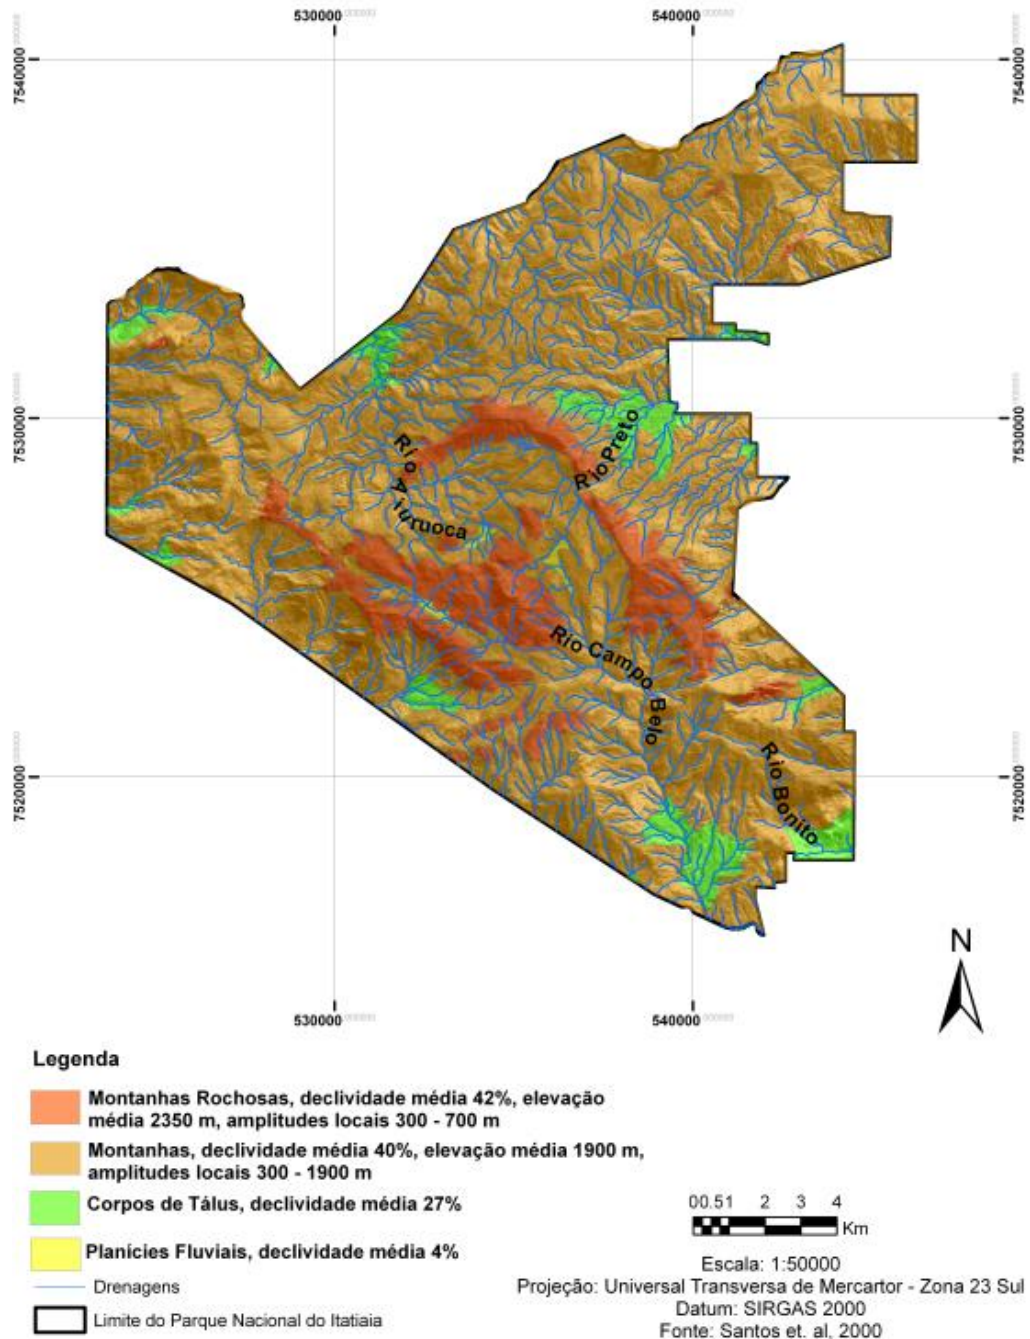 530000
540000
7540000
7540000
7530000
7530000
Río Aiuruoca
Río Preto
Río Campo Belo
Río Bonito
7520000
7520000
530000
540000
N
Legenda
Montanhas Rochosas, declividade média 42%, elevação
média 2350 m, amplitudes locais 300 - 700 m
Montanhas, declividade média 40%, elevação média 1900 m,
amplitudes locais 300 - 1900 m
Corpos de Tálus, declividade média 27%
Planícies Fluviais, declividade média 4%
Drenagens
Limite do Parque Nacional do Itatiaia
00.51 2 3 4
Km
Escala: 1:50000
Projeção: Universal Transversa de Mercartor - Zona 23 Sul
Datum: SIRGAS 2000
Fonte: Santos et. al, 2000